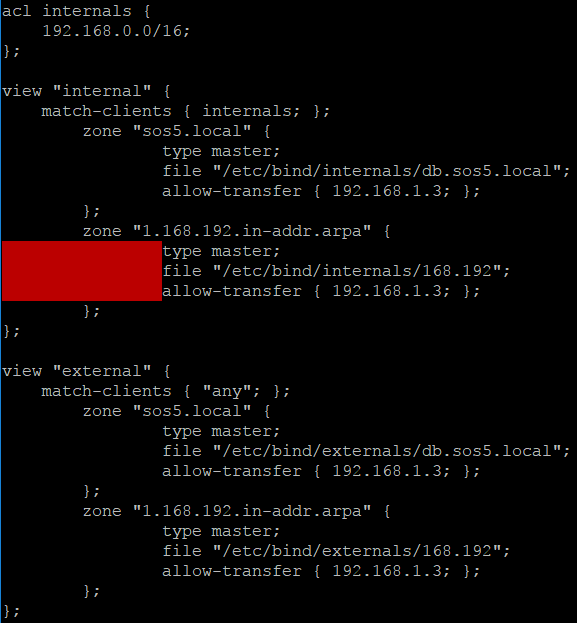 acl internals {
    192.168.0.0/16;
};

view "internal" {
    match-clients { internals; };
        zone "sos5.local" {
                type master;
                file "/etc/bind/internals/db.sos5.local";
                allow-transfer { 192.168.1.3; };
        };
        zone "1.168.192.in-addr.arpa" {
                type master;
                file "/etc/bind/internals/168.192";
                allow-transfer { 192.168.1.3; };
        };
};

view "external" {
    match-clients { "any"; };
        zone "sos5.local" {
                type master;
                file "/etc/bind/externals/db.sos5.local";
                allow-transfer { 192.168.1.3; };
        };
        zone "1.168.192.in-addr.arpa" {
                type master;
                file "/etc/bind/externals/168.192";
                allow-transfer { 192.168.1.3; };
        };
};